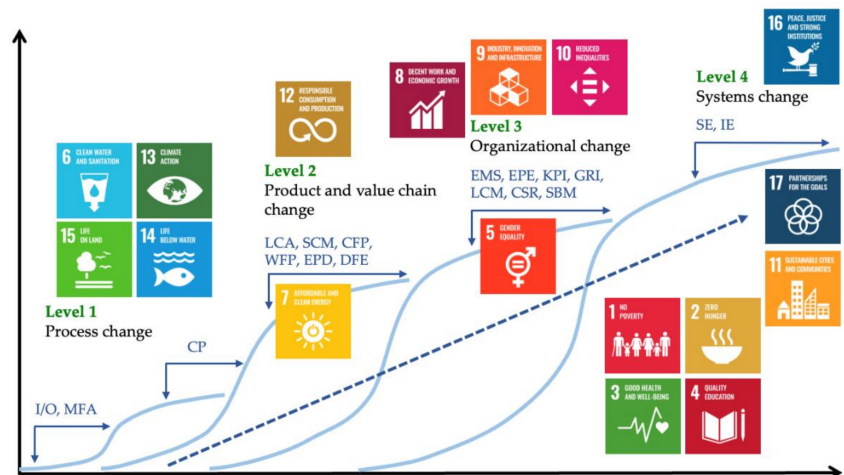 16 PEACE, JUSTICE
AND STRONG
INSTITUTIONS
9 INDUSTRY, INNOVATION
AND INFRASTRUCTURE
10 REDUCED
INEQUALITIES
8 DECENT WORK AND
ECONOMIC GROWTH
Level 4
Systems change
12 RESPONSIBLE
CONSUMPTION
AND PRODUCTION
Level 3
Organizational change
SE, IE
6 CLEAN WATER
AND SANITATION
13 CLIMATE
ACTION
Level 2
Product and value chain
change
EMS, EPE, KPI, GRI,
LCM, CSR, SBM
17 PARTNERSHIPS
FOR THE GOALS
15 LIFE
ON LAND
14 LIFE
BELOW WATER
5 GENDER
EQUALITY
LCA, SCM, CFP,
WFP, EPD, DFE
11 SUSTAINABLE CITIES
AND COMMUNITIES
7 AFFORDABLE AND
CLEAN ENERGY
Level 1
Process change
1 NO
POVERTY
2 ZERO
HUNGER
CP
3 GOOD HEALTH
AND WELL-BEING
4 QUALITY
EDUCATION
I/O, MFA